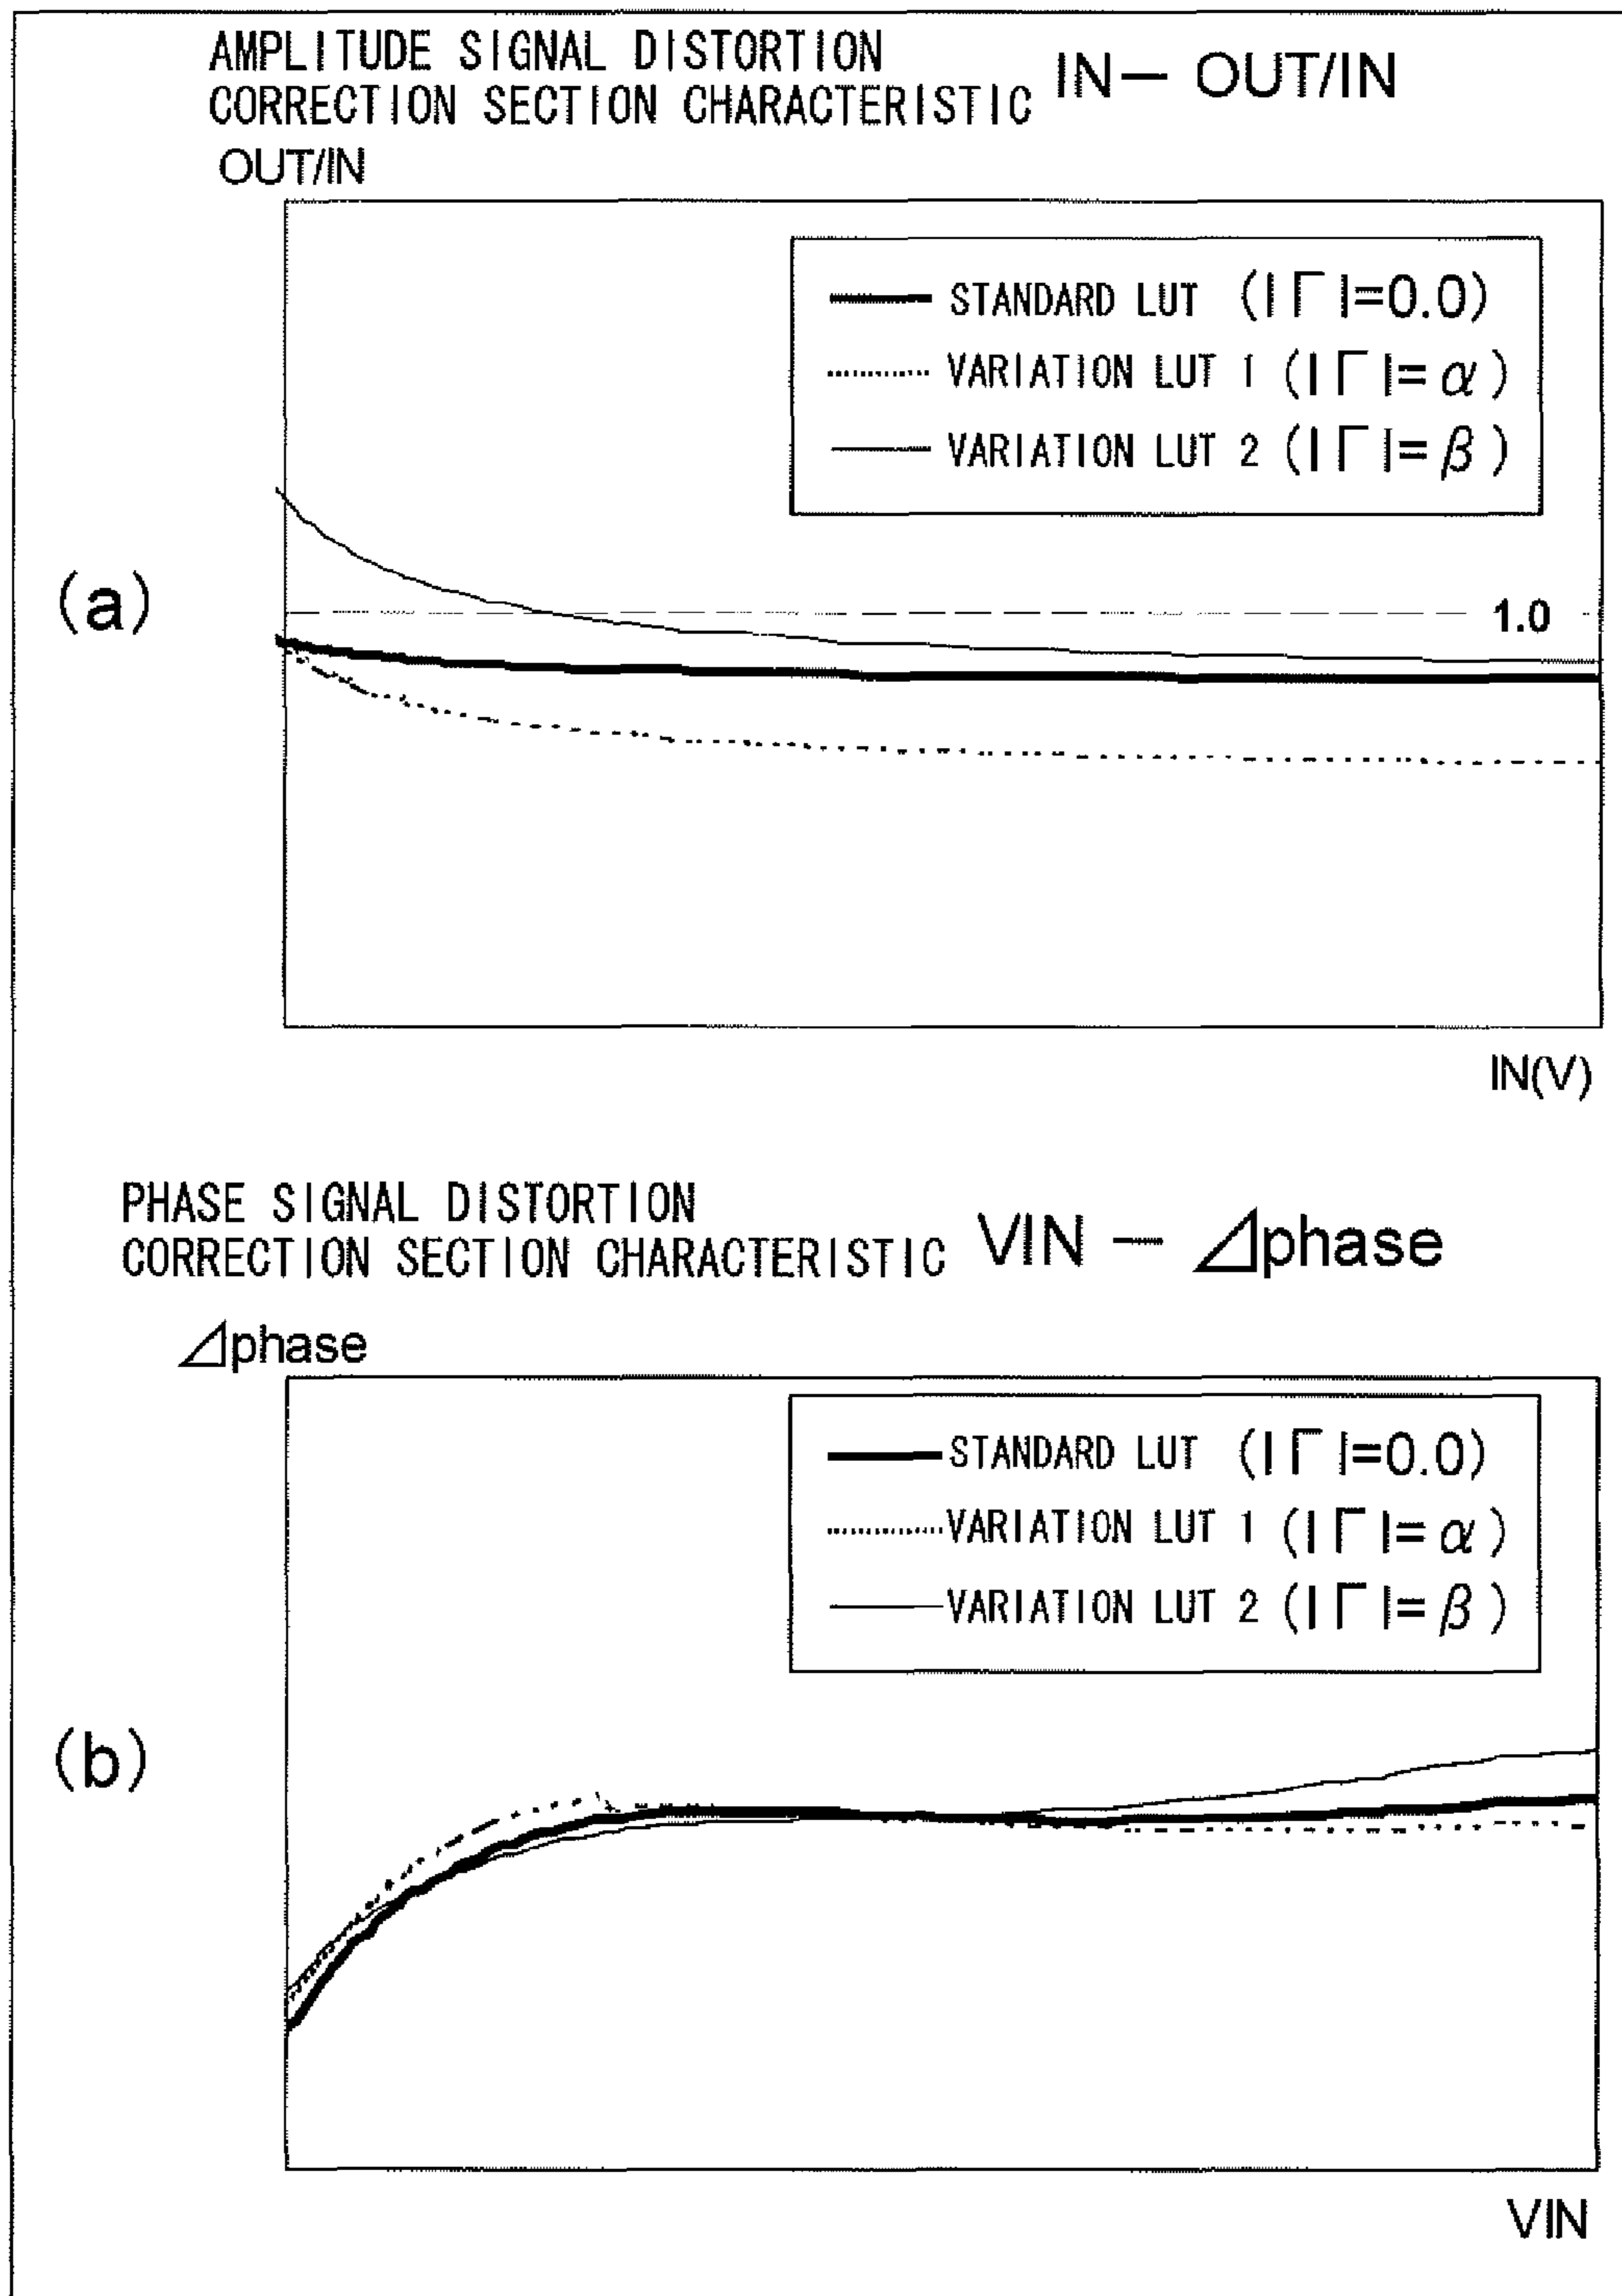 AMPLITUDE SIGNAL DISTORTION
CORRECTION SECTION CHARACTERISTIC IN— OUT/IN
OUT/IN
STANDARD LUT (|Γ|=0.0)
VARIATION LUT 1 (|Γ|=α)
VARIATION LUT 2 (|Γ|=β)
(a)
1.0
IN(V)
PHASE SIGNAL DISTORTION
CORRECTION SECTION CHARACTERISTIC VIN — ⊿phase
⊿phase
STANDARD LUT (|Γ|=0.0)
VARIATION LUT 1 (|Γ|=α)
VARIATION LUT 2 (|Γ|=β)
(b)
VIN